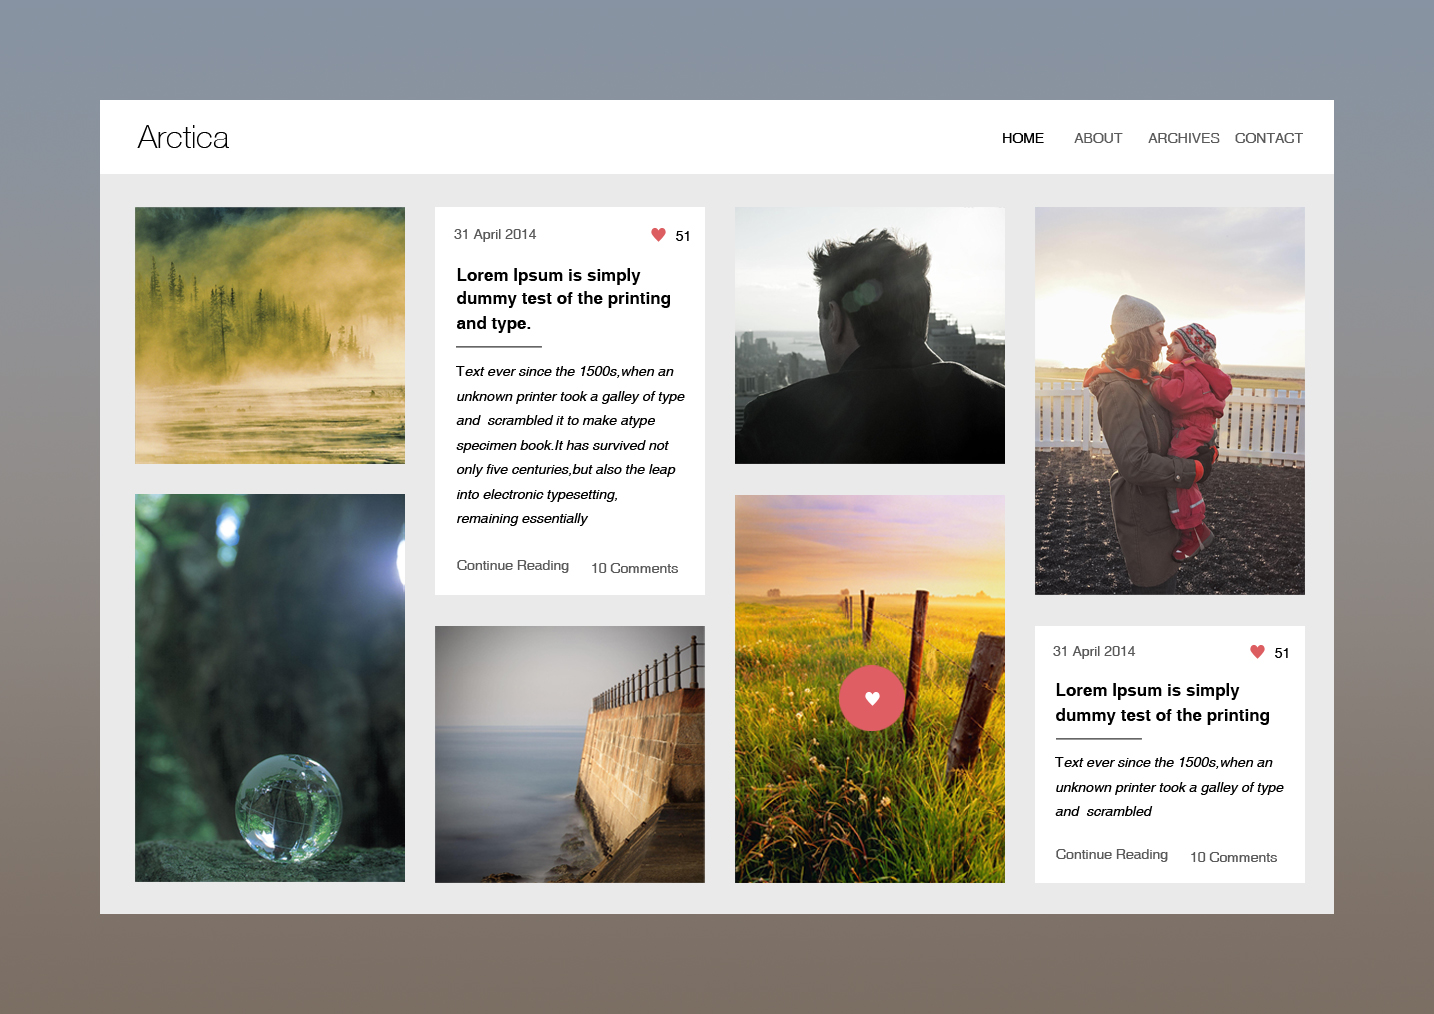 Arctica
HOME ABOUT ARCHIVES CONTACT
31 April 2014 51
Lorem Ipsum is simply
dummy test of the printing
and type.
Text ever since the 1500s,when an
unknown printer took a galley of type
and scrambled it to make atype
specimen book.It has survived not
only five centuries,but also the leap
into electronic typesetting,
remaining essentially
Continue Reading 10 Comments
31 April 2014 51
Lorem Ipsum is simply
dummy test of the printing
Text ever since the 1500s,when an
unknown printer took a galley of type
and scrambled
Continue Reading 10 Comments